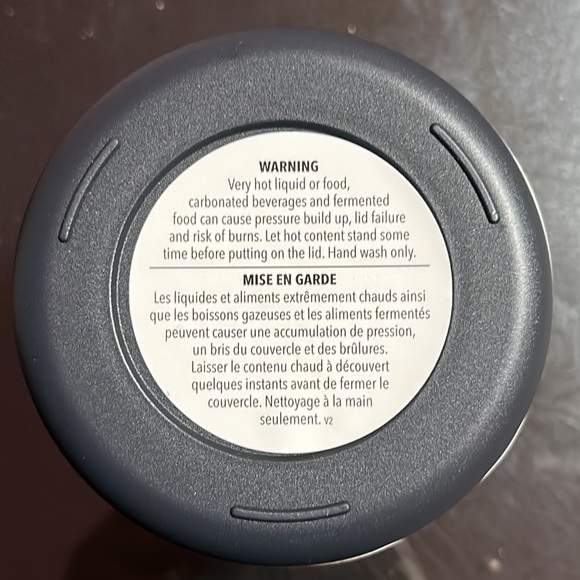 WARNING
Very hot liquid or food,
carbonated beverages and fermented
food can cause pressure build up, lid failure
and risk of burns. Let hot content stand some
time before putting on the lid. Hand wash only.
MISE EN GARDE
Les liquides et aliments extrêmement chauds ainsi
que les boissons gazeuses et les aliments fermentés
peuvent causer une accumulation de pression,
un bris du couvercle et des brûlures.
Laisser le contenu chaud à découvert
quelques instants avant de fermer le
couvercle. Nettoyage à la main
seulement. V2